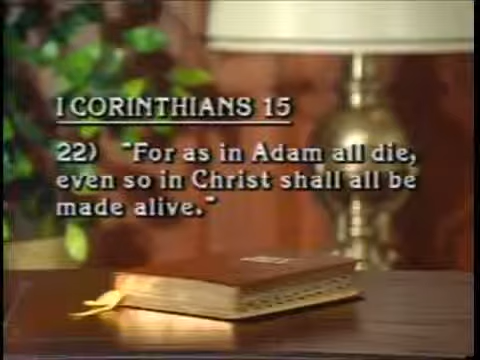 I CORINTHIANS 15
22) "For as in Adam all die,
even so in Christ shall all be
made alive."